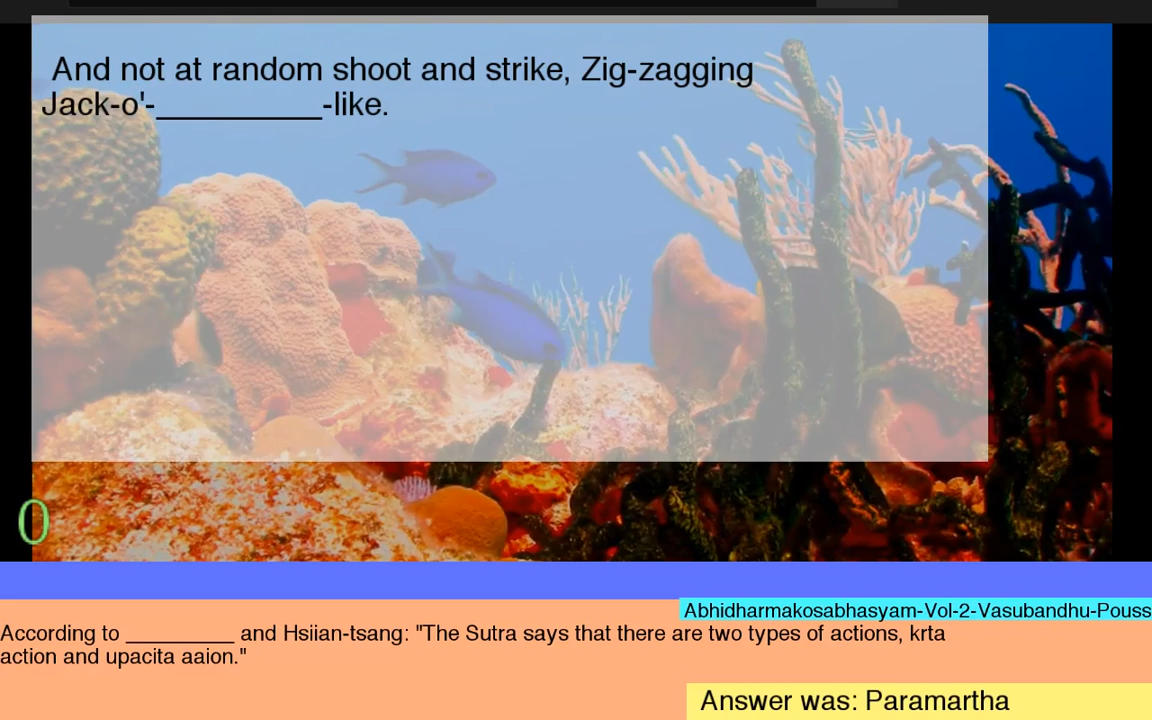 And not at random shoot and strike, Zig-zagging
Jack-o'-__________-like.
0
Abhidharmakosabhasyam-Vol-2-Vasubandhu-Pouss
According to __________ and Hsiian-tsang: "The Sutra says that there are two types of actions, krta
action and upacita aaion."
Answer was: Paramartha